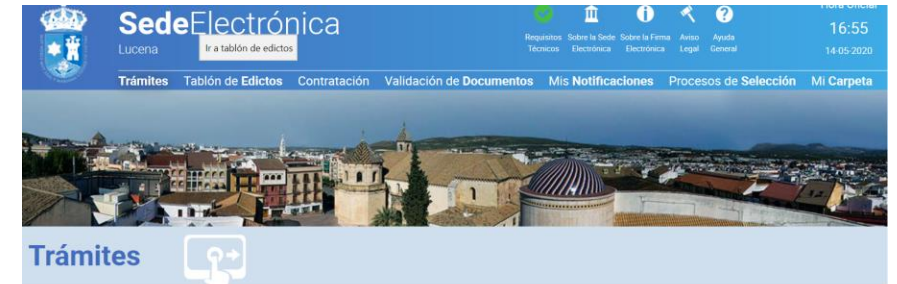 Hora Oficial
SedeElectrónica
Lucena
Ir a tablón de edictos
Requisitos Técnicos
Sobre la Sede Electrónica
Sobre la Firma Electrónica
Aviso Legal
Ayuda General
16:55
14-05-2020
Trámites Tablón de Edictos Contratación Validación de Documentos Mis Notificaciones Procesos de Selección Mi Carpeta
Trámites